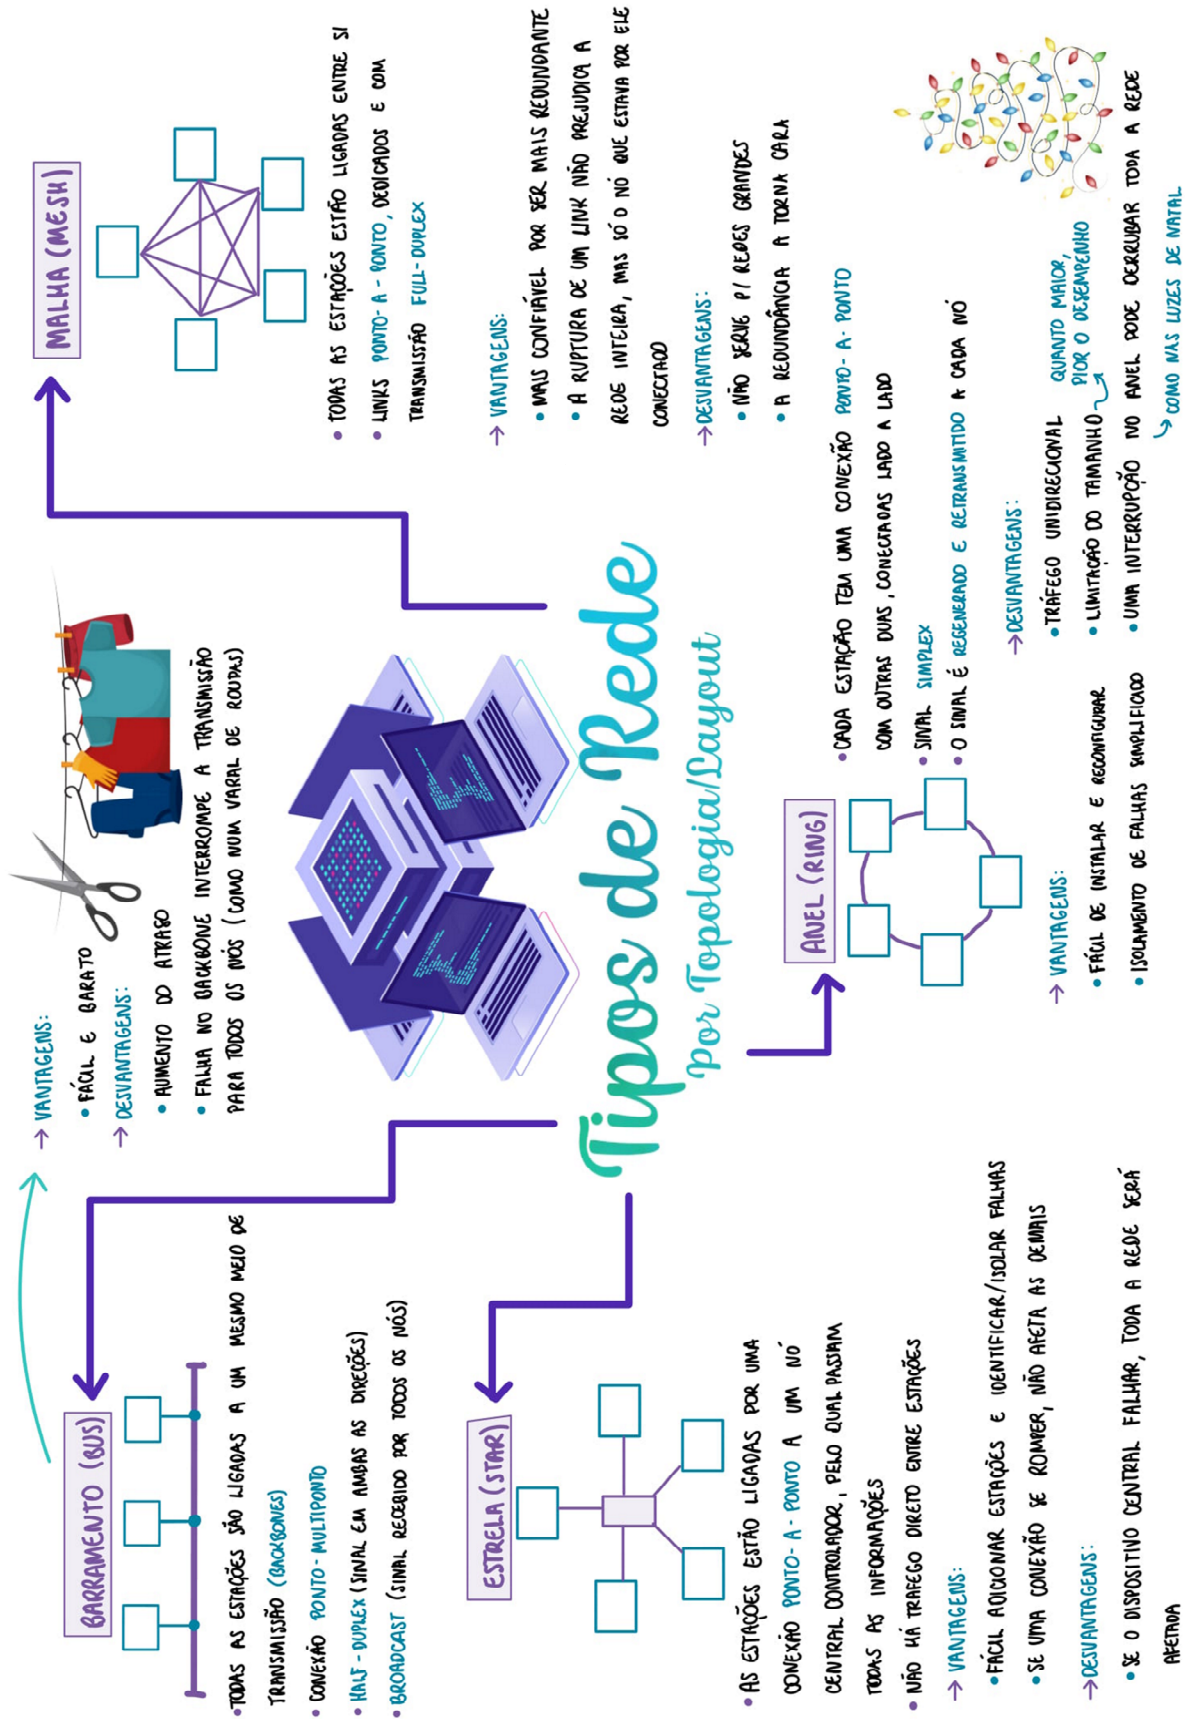 Tipos de Rede
Por Topologia/Layout
BARRAMENTO (BUS)
• TODAS AS ESTAÇÕES SÃO LIGADAS A UM MESMO MEIO DE
TRANSMISSÃO (BACKBONES)
• CONEXÃO PONTO-MULTIPONTO
• HALF-DUPLEX (SINAL EM AMBAS AS DIREÇÕES)
• BROADCAST (SINAL RECEBIDO POR TODOS OS NÓS)
→ VANTAGENS:
• FÁCIL E BARATO
→ DESVANTAGENS:
• AUMENTO DO ATRASO
• FALHA NO BACKBONE INTERROMPE A TRANSMISSÃO
PARA TODOS OS NÓS (COMO NUM VARAL DE ROUPAS)
MALHA (MESH)
• TODAS AS ESTAÇÕES ESTÃO LIGADAS ENTRE SI
• LINKS PONTO-A-PONTO, DEDICADOS E COM
TRANSMISSÃO FULL-DUPLEX
→ VANTAGENS:
• MAIS CONFIÁVEL POR SER MAIS REDUNDANTE
• A RUPTURA DE UM LINK NÃO PREJUDICA A
REDE INTEIRA, MAS SÓ O NÓ QUE ESTAVA POR ELE
CONECTADO
→ DESVANTAGENS:
• NÃO SERVE P/ REDES GRANDES
• A REDUNDÂNCIA A TORNA CARA
ESTRELA (STAR)
• AS ESTAÇÕES ESTÃO LIGADAS POR UMA
CONEXÃO PONTO-A-PONTO A UM NÓ
CENTRAL CONTROLADOR, PELO QUAL PASSAM
TODAS AS INFORMAÇÕES
• NÃO HÁ TRAFEGO DIRETO ENTRE ESTAÇÕES
→ VANTAGENS:
• FÁCIL ADICIONAR ESTAÇÕES E IDENTIFICAR/ISOLAR FALHAS
• SE UMA CONEXÃO SE ROMPER, NÃO AFETA AS DEMAIS
→ DESVANTAGENS:
• SE O DISPOSITIVO CENTRAL FALHAR, TODA A REDE SERÁ
AFETADA
ANEL (RING)
• CADA ESTAÇÃO TEM UMA CONEXÃO PONTO-A-PONTO
COM OUTRAS DUAS, CONECTADAS LADO A LADO
• SINAL SIMPLEX
• O SINAL É REGENERADO E RETRANSMITIDO A CADA NÓ
→ VANTAGENS:
• FÁCIL DE INSTALAR E RECONFIGURAR
• ISOLAMENTO DE FALHAS SIMPLIFICADO
→ DESVANTAGENS:
• TRÁFEGO UNIDIRECIONAL
• LIMITAÇÃO DO TAMANHO
QUANTO MAIOR,
PIOR O DESEMPENHO
• UMA INTERRUPÇÃO NO ANEL PODE DERRUBAR TODA A REDE
COMO NAS LUZES DE NATAL